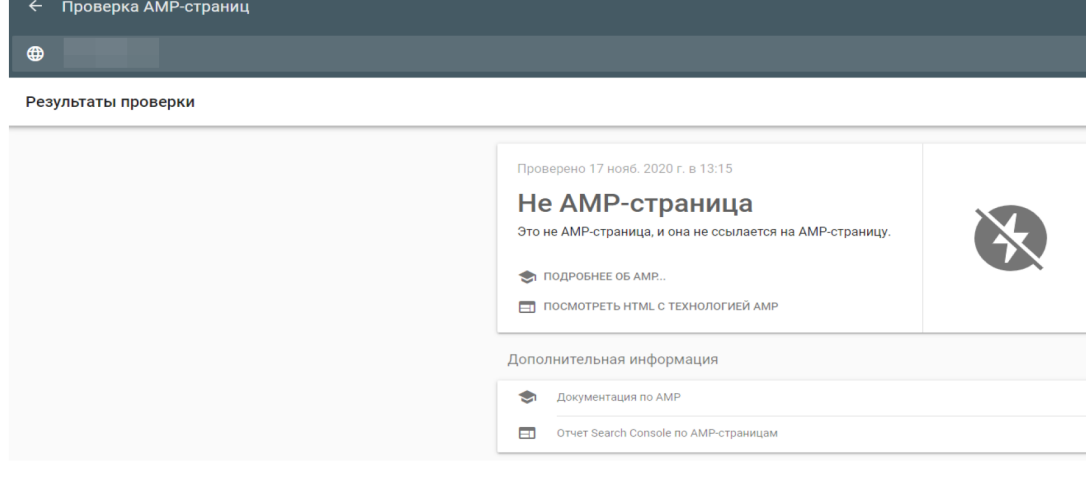 Проверка AMP-страниц
Результаты проверки
Проверено 17 нояб. 2020 г. в 13:15
Не AMP-страница
Это не AMP-страница, и она не ссылается на AMP-страницу.
ПОДРОБНЕЕ ОБ AMP...
ПОСМОТРЕТЬ HTML С ТЕХНОЛОГИЕЙ AMP
Дополнительная информация
Документация по AMP
Отчет Search Console по AMP-страницам